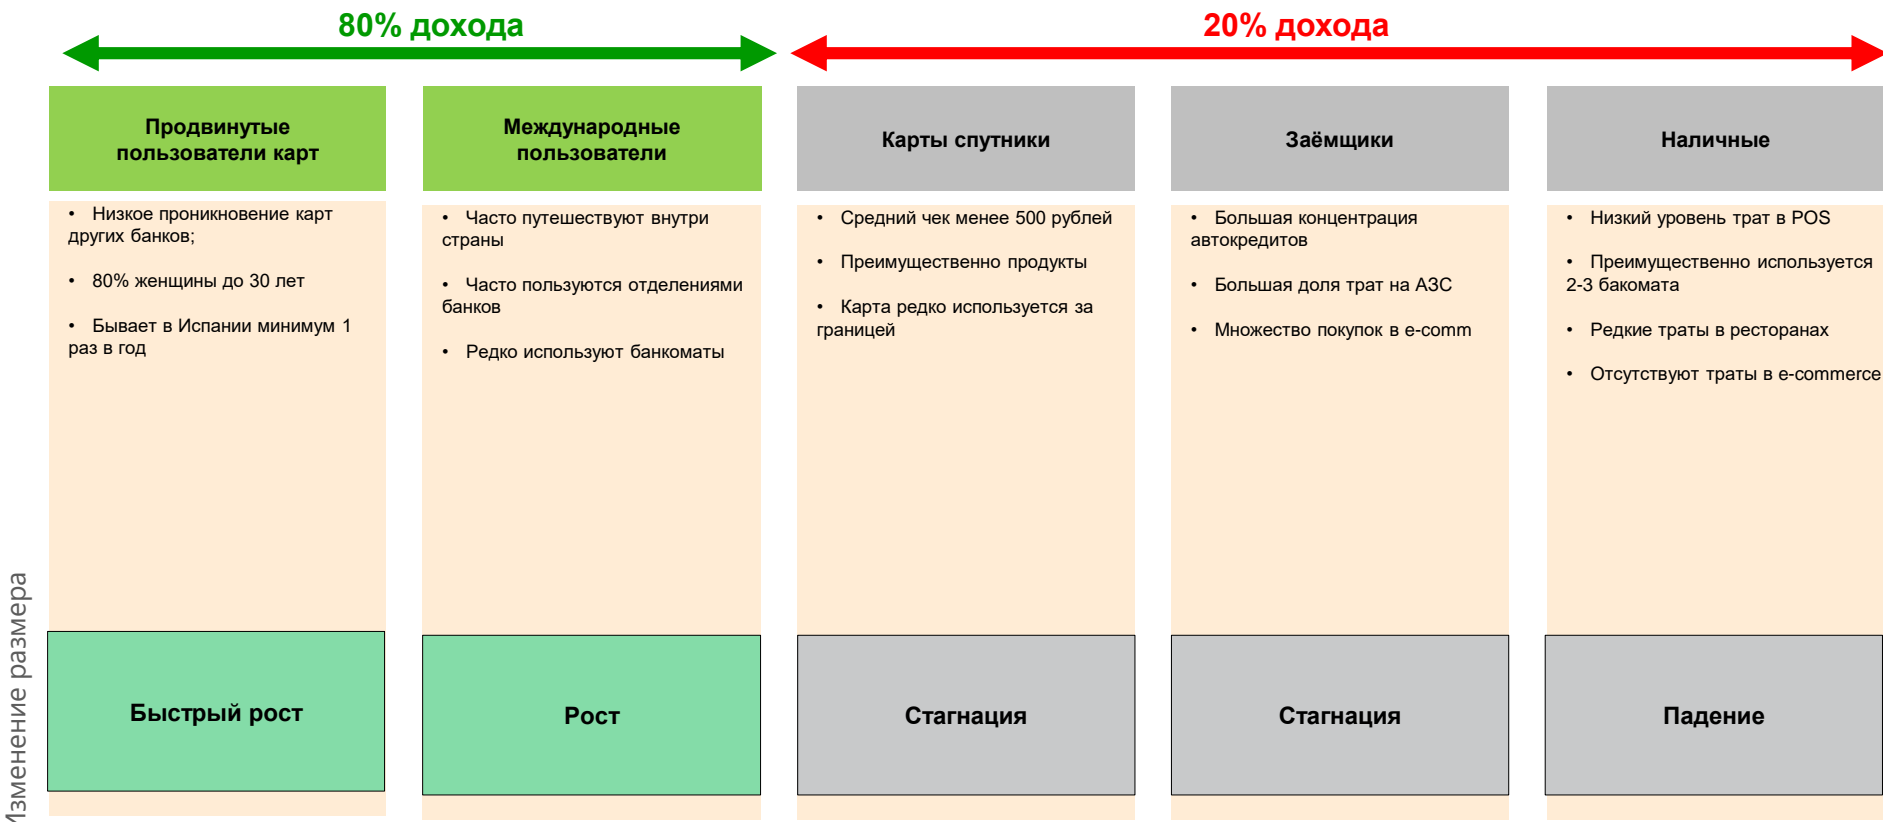 80% дохода
20% дохода
Продвинутые
пользователи карт
• Низкое проникновение карт
других банков;
• 80% женщины до 30 лет
• Бывает в Испании минимум 1
раз в год
Быстрый рост
Международные
пользователи
• Часто путешествуют внутри
страны
• Часто пользуются отделениями
банков
• Редко используют банкоматы
Рост
Карты спутники
• Средний чек менее 500 рублей
• Преимущественно продукты
• Карта редко используется за
границей
Стагнация
Заёмщики
• Большая концентрация
автокредитов
• Большая доля трат на АЗС
• Множество покупок в e-comm
Стагнация
Наличные
• Низкий уровень трат в POS
• Преимущественно используется
2-3 бакомата
• Редкие траты в ресторанах
• Отсутствуют траты в e-commerce
Падение
Изменение размера